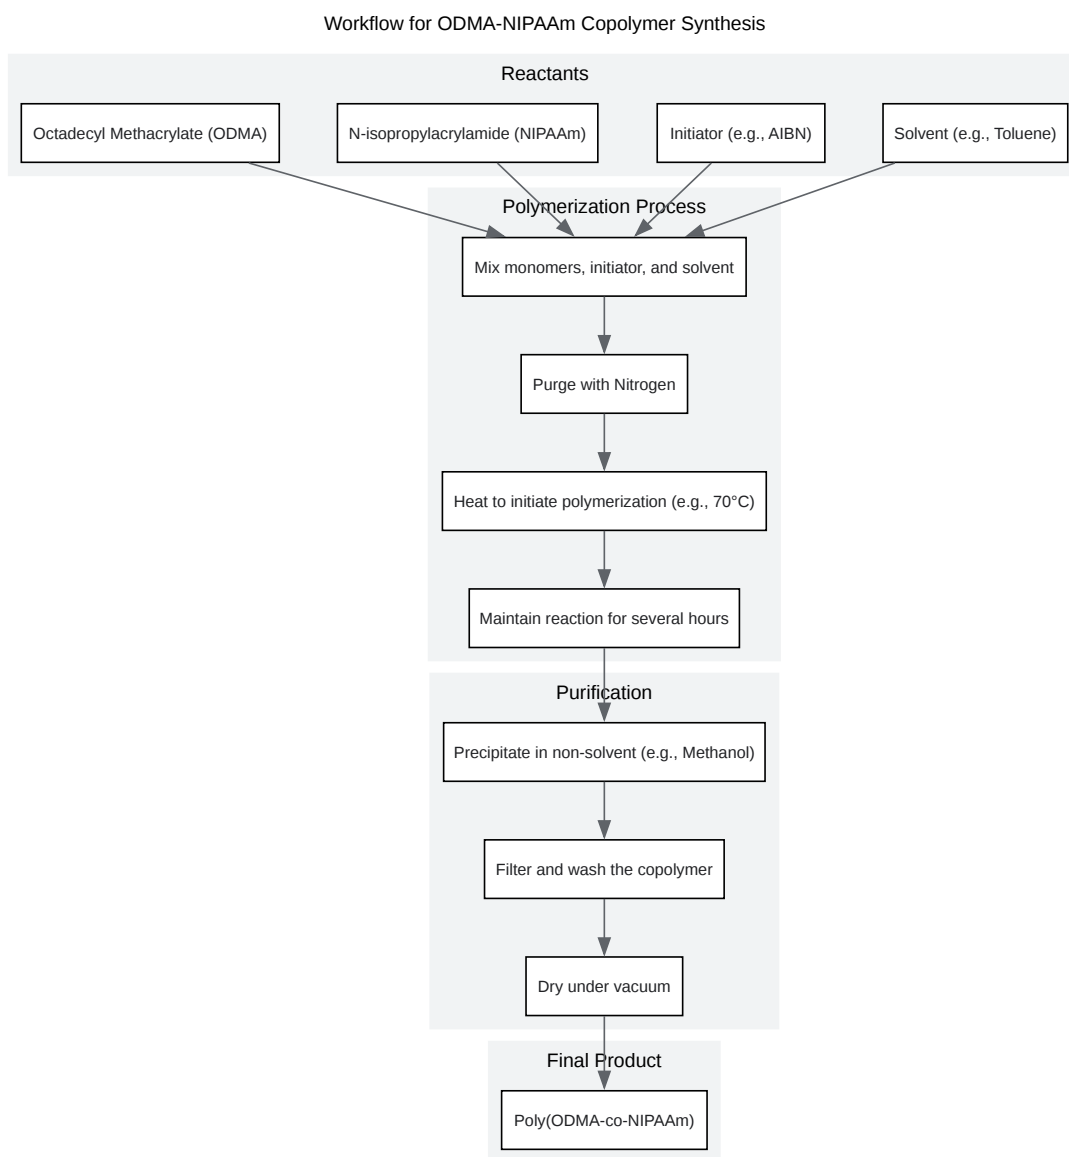 Workflow for ODMA-NIPAAm Copolymer Synthesis
Reactants
Octadecyl Methacrylate (ODMA)
N-isopropylacrylamide (NIPAAm)
Initiator (e.g., AIBN)
Solvent (e.g., Toluene)
Polymerization Process
Mix monomers, initiator, and solvent
Purge with Nitrogen
Heat to initiate polymerization (e.g., 70°C)
Maintain reaction for several hours
Purification
Precipitate in non-solvent (e.g., Methanol)
Filter and wash the copolymer
Dry under vacuum
Final Product
Poly(ODMA-co-NIPAAm)